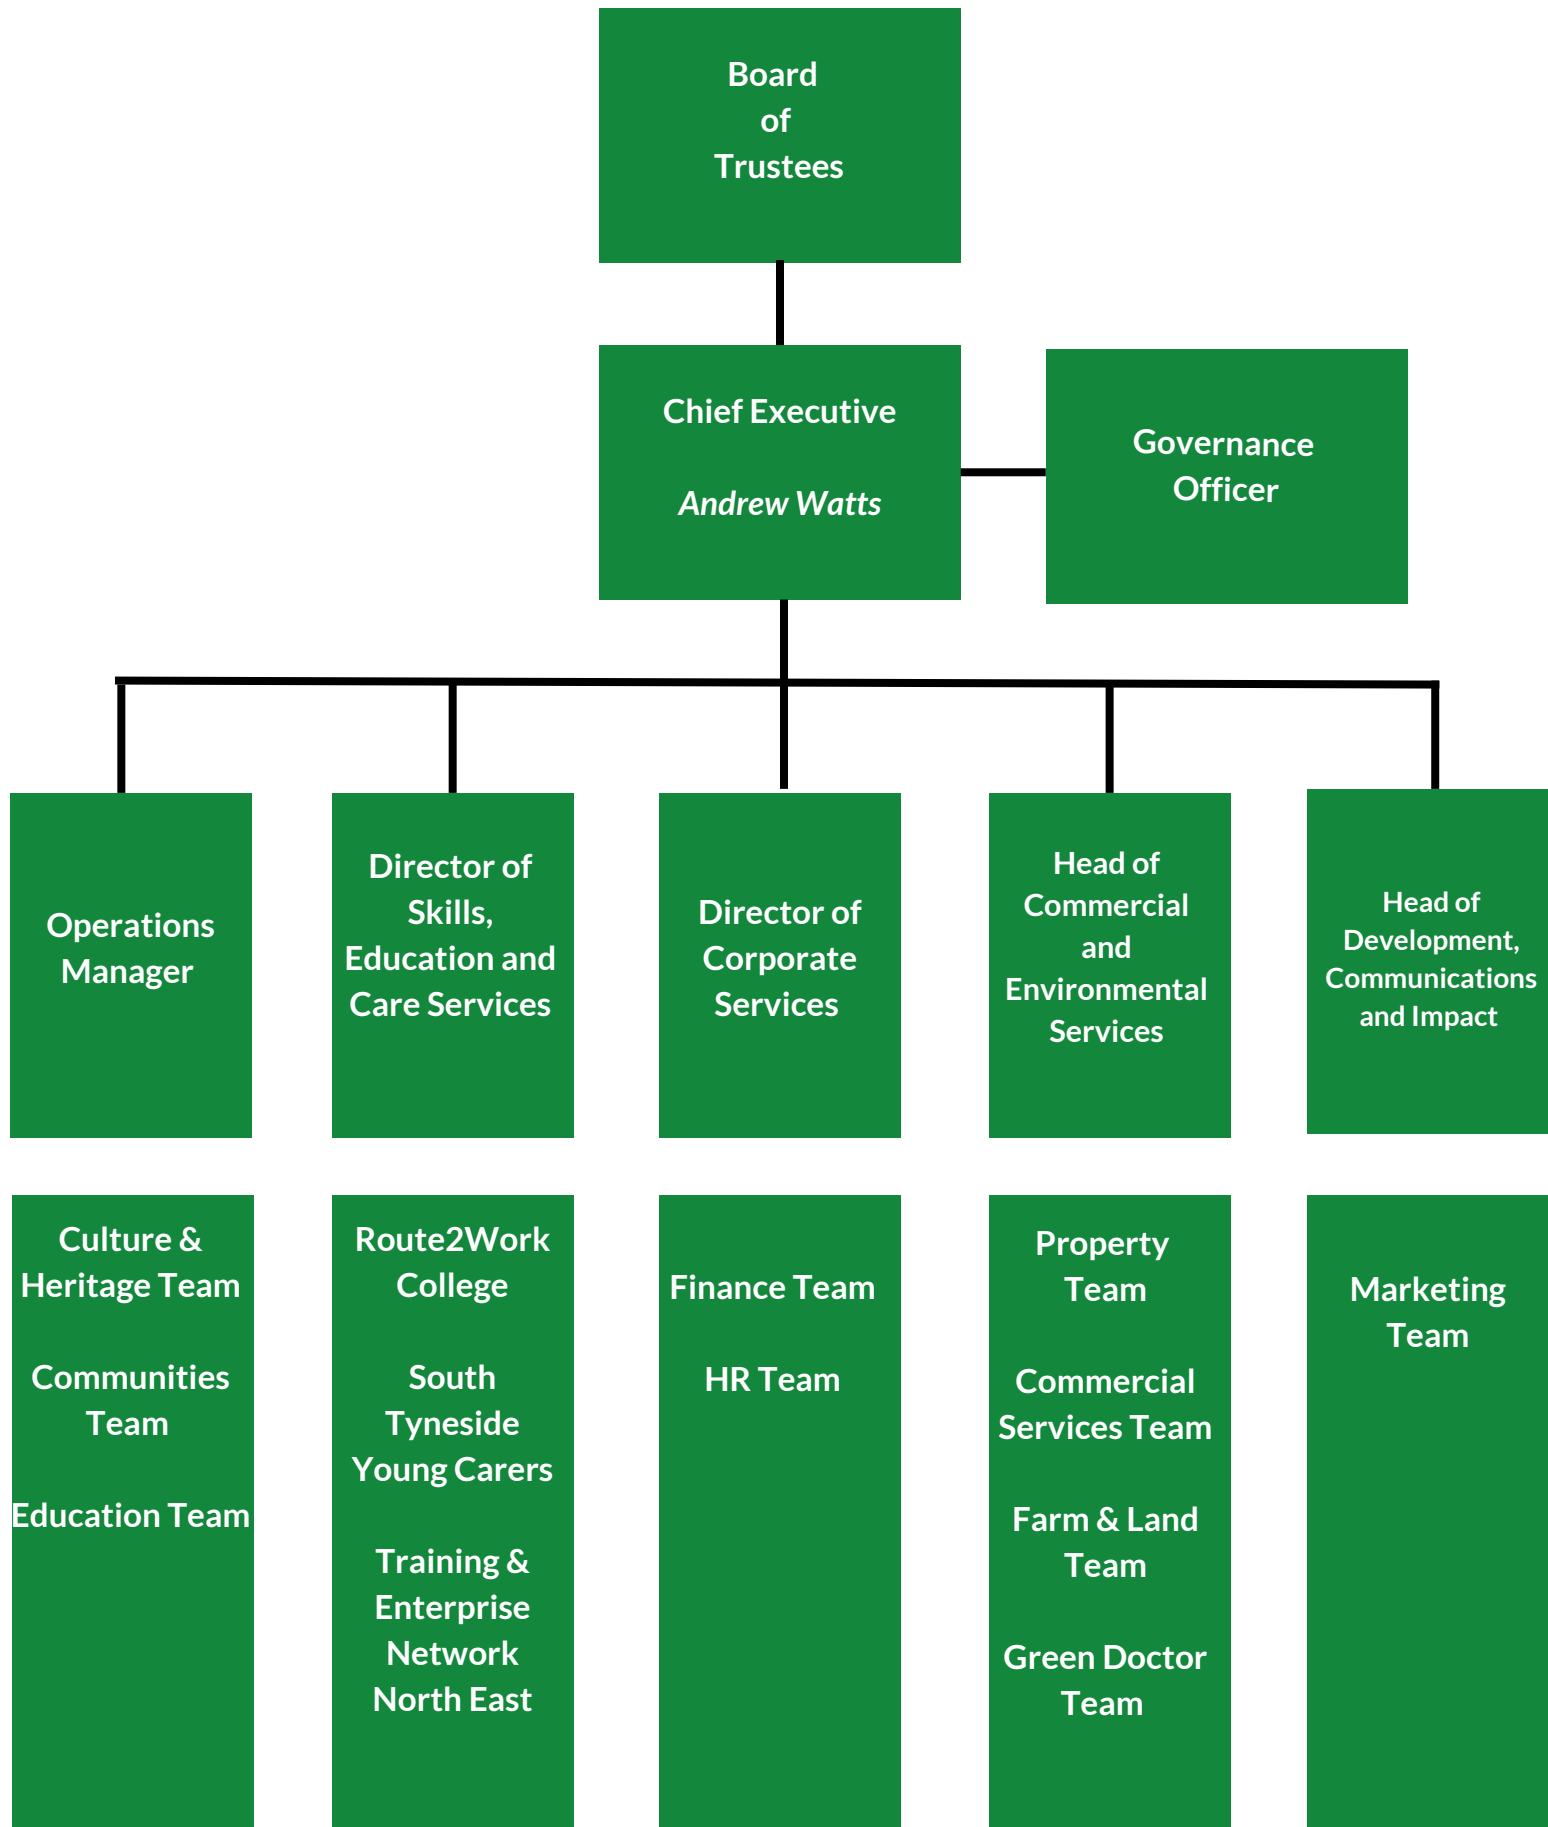 Board
of
Trustees
Chief Executive
Andrew Watts
Governance
Officer
Operations
Manager
Director of
Skills,
Education and
Care Services
Director of
Corporate
Services
Head of
Commercial
and
Environmental
Services
Head of
Development,
Communications
and Impact
Culture &
Heritage Team
Communities
Team
Education Team
Route2Work
College
South
Tyneside
Young Carers
Training &
Enterprise
Network
North East
Finance Team
HR Team
Property
Team
Commercial
Services Team
Farm & Land
Team
Green Doctor
Team
Marketing
Team